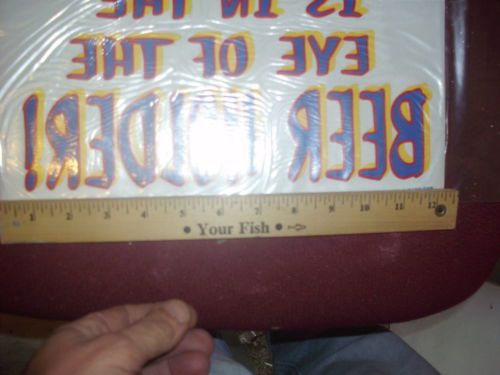 IS IN THE
EYE OF THE
BEER HOLDER!
1 2 3 4 5 6 7 8 9 10 11 12
• Your Fish •